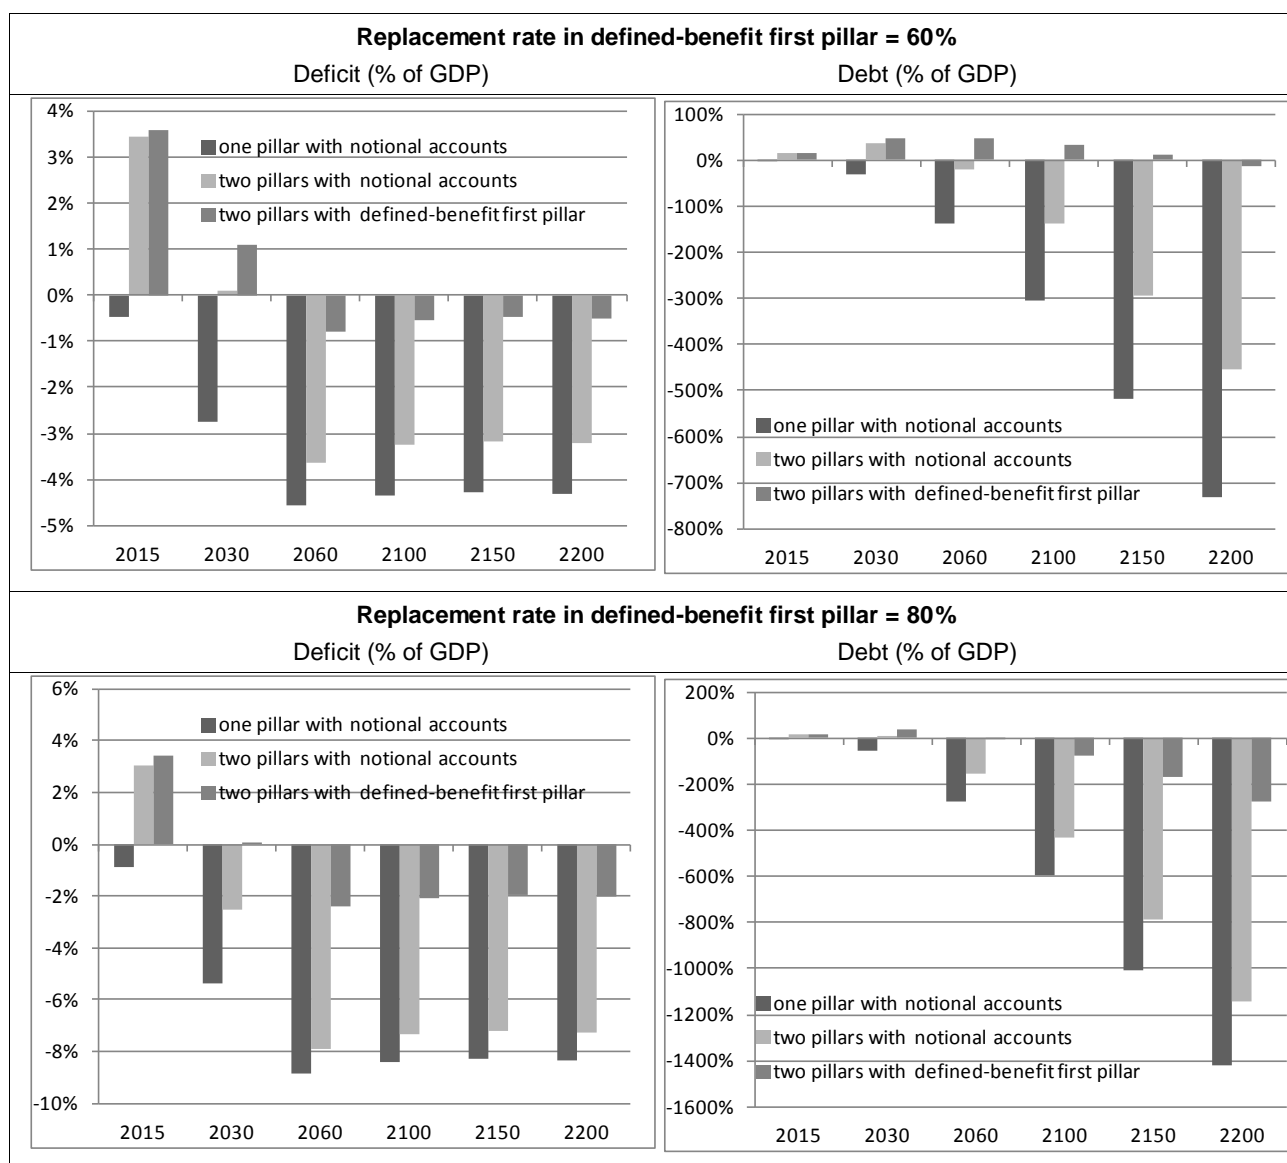 Replacement rate in defined-benefit first pillar = 60%
Deficit (% of GDP)
Debt (% of GDP)
4%
3%
2%
1%
0%
-1%
-2%
-3%
-4%
-5%
one pillar with notional accounts
two pillars with notional accounts
two pillars with defined-benefit first pillar
2015 2030 2060 2100 2150 2200
100%
0%
-100%
-200%
-300%
-400%
-500%
-600%
-700%
-800%
one pillar with notional accounts
two pillars with notional accounts
two pillars with defined-benefit first pillar
2015 2030 2060 2100 2150 2200
Replacement rate in defined-benefit first pillar = 80%
Deficit (% of GDP)
Debt (% of GDP)
6%
4%
2%
0%
-2%
-4%
-6%
-8%
-10%
one pillar with notional accounts
two pillars with notional accounts
two pillars with defined-benefit first pillar
2015 2030 2060 2100 2150 2200
200%
0%
-200%
-400%
-600%
-800%
-1000%
-1200%
-1400%
-1600%
one pillar with notional accounts
two pillars with notional accounts
two pillars with defined-benefit first pillar
2015 2030 2060 2100 2150 2200